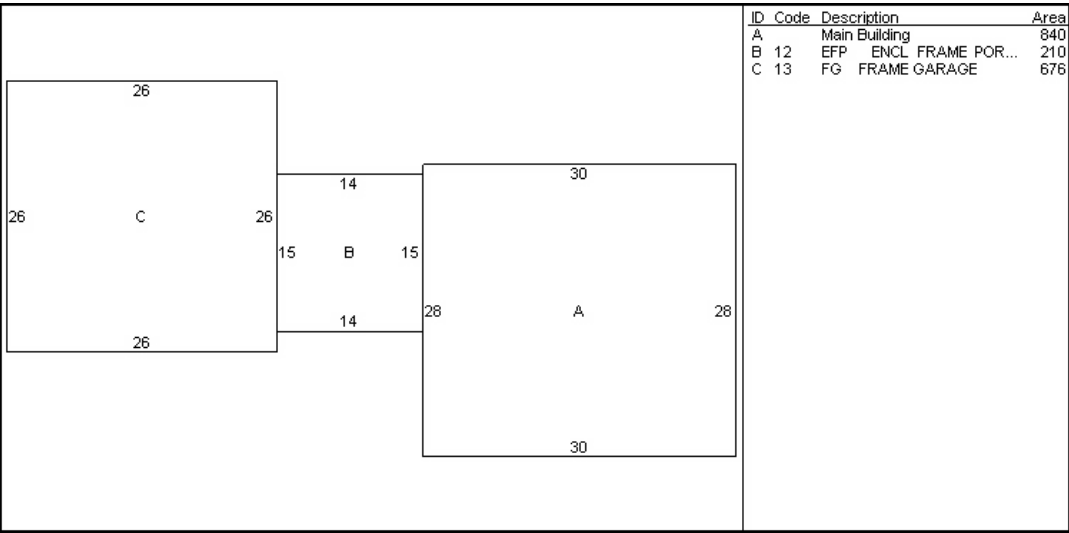 ID Code Description Area
A Main Building 840
B 12 EFP ENCL FRAME POR... 210
C 13 FG FRAME GARAGE 676
26
26 C 26
26
14
15 B 15
14
30
28 A 28
30